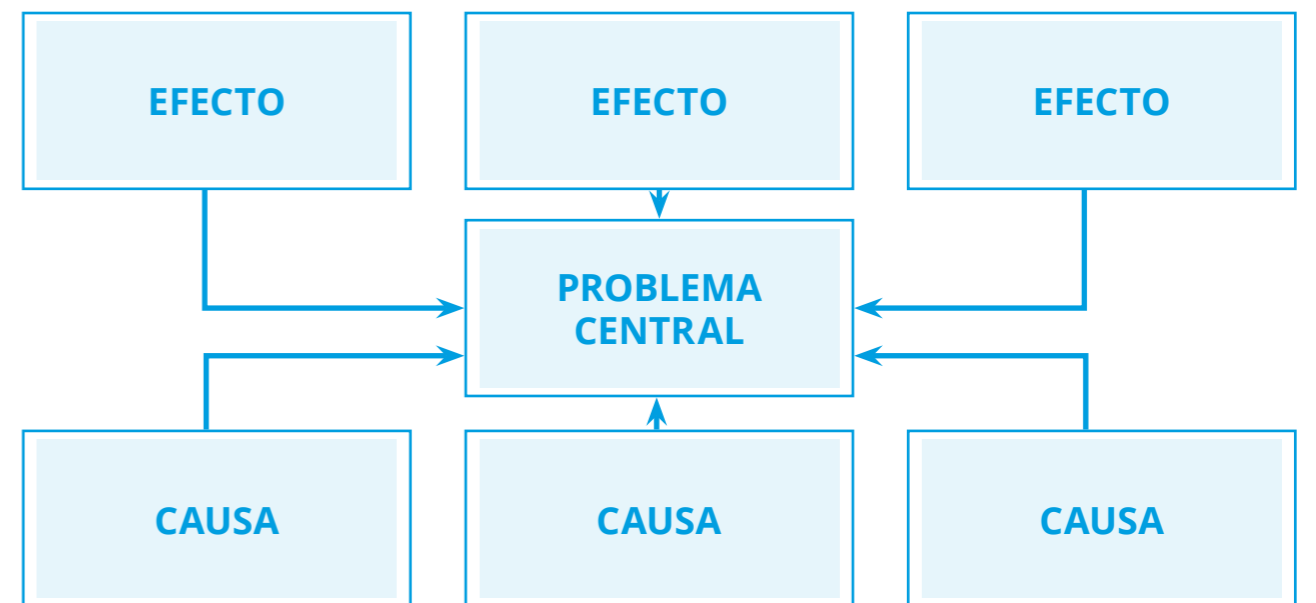 EFECTO
EFECTO
EFECTO
PROBLEMA
CENTRAL
CAUSA
CAUSA
CAUSA